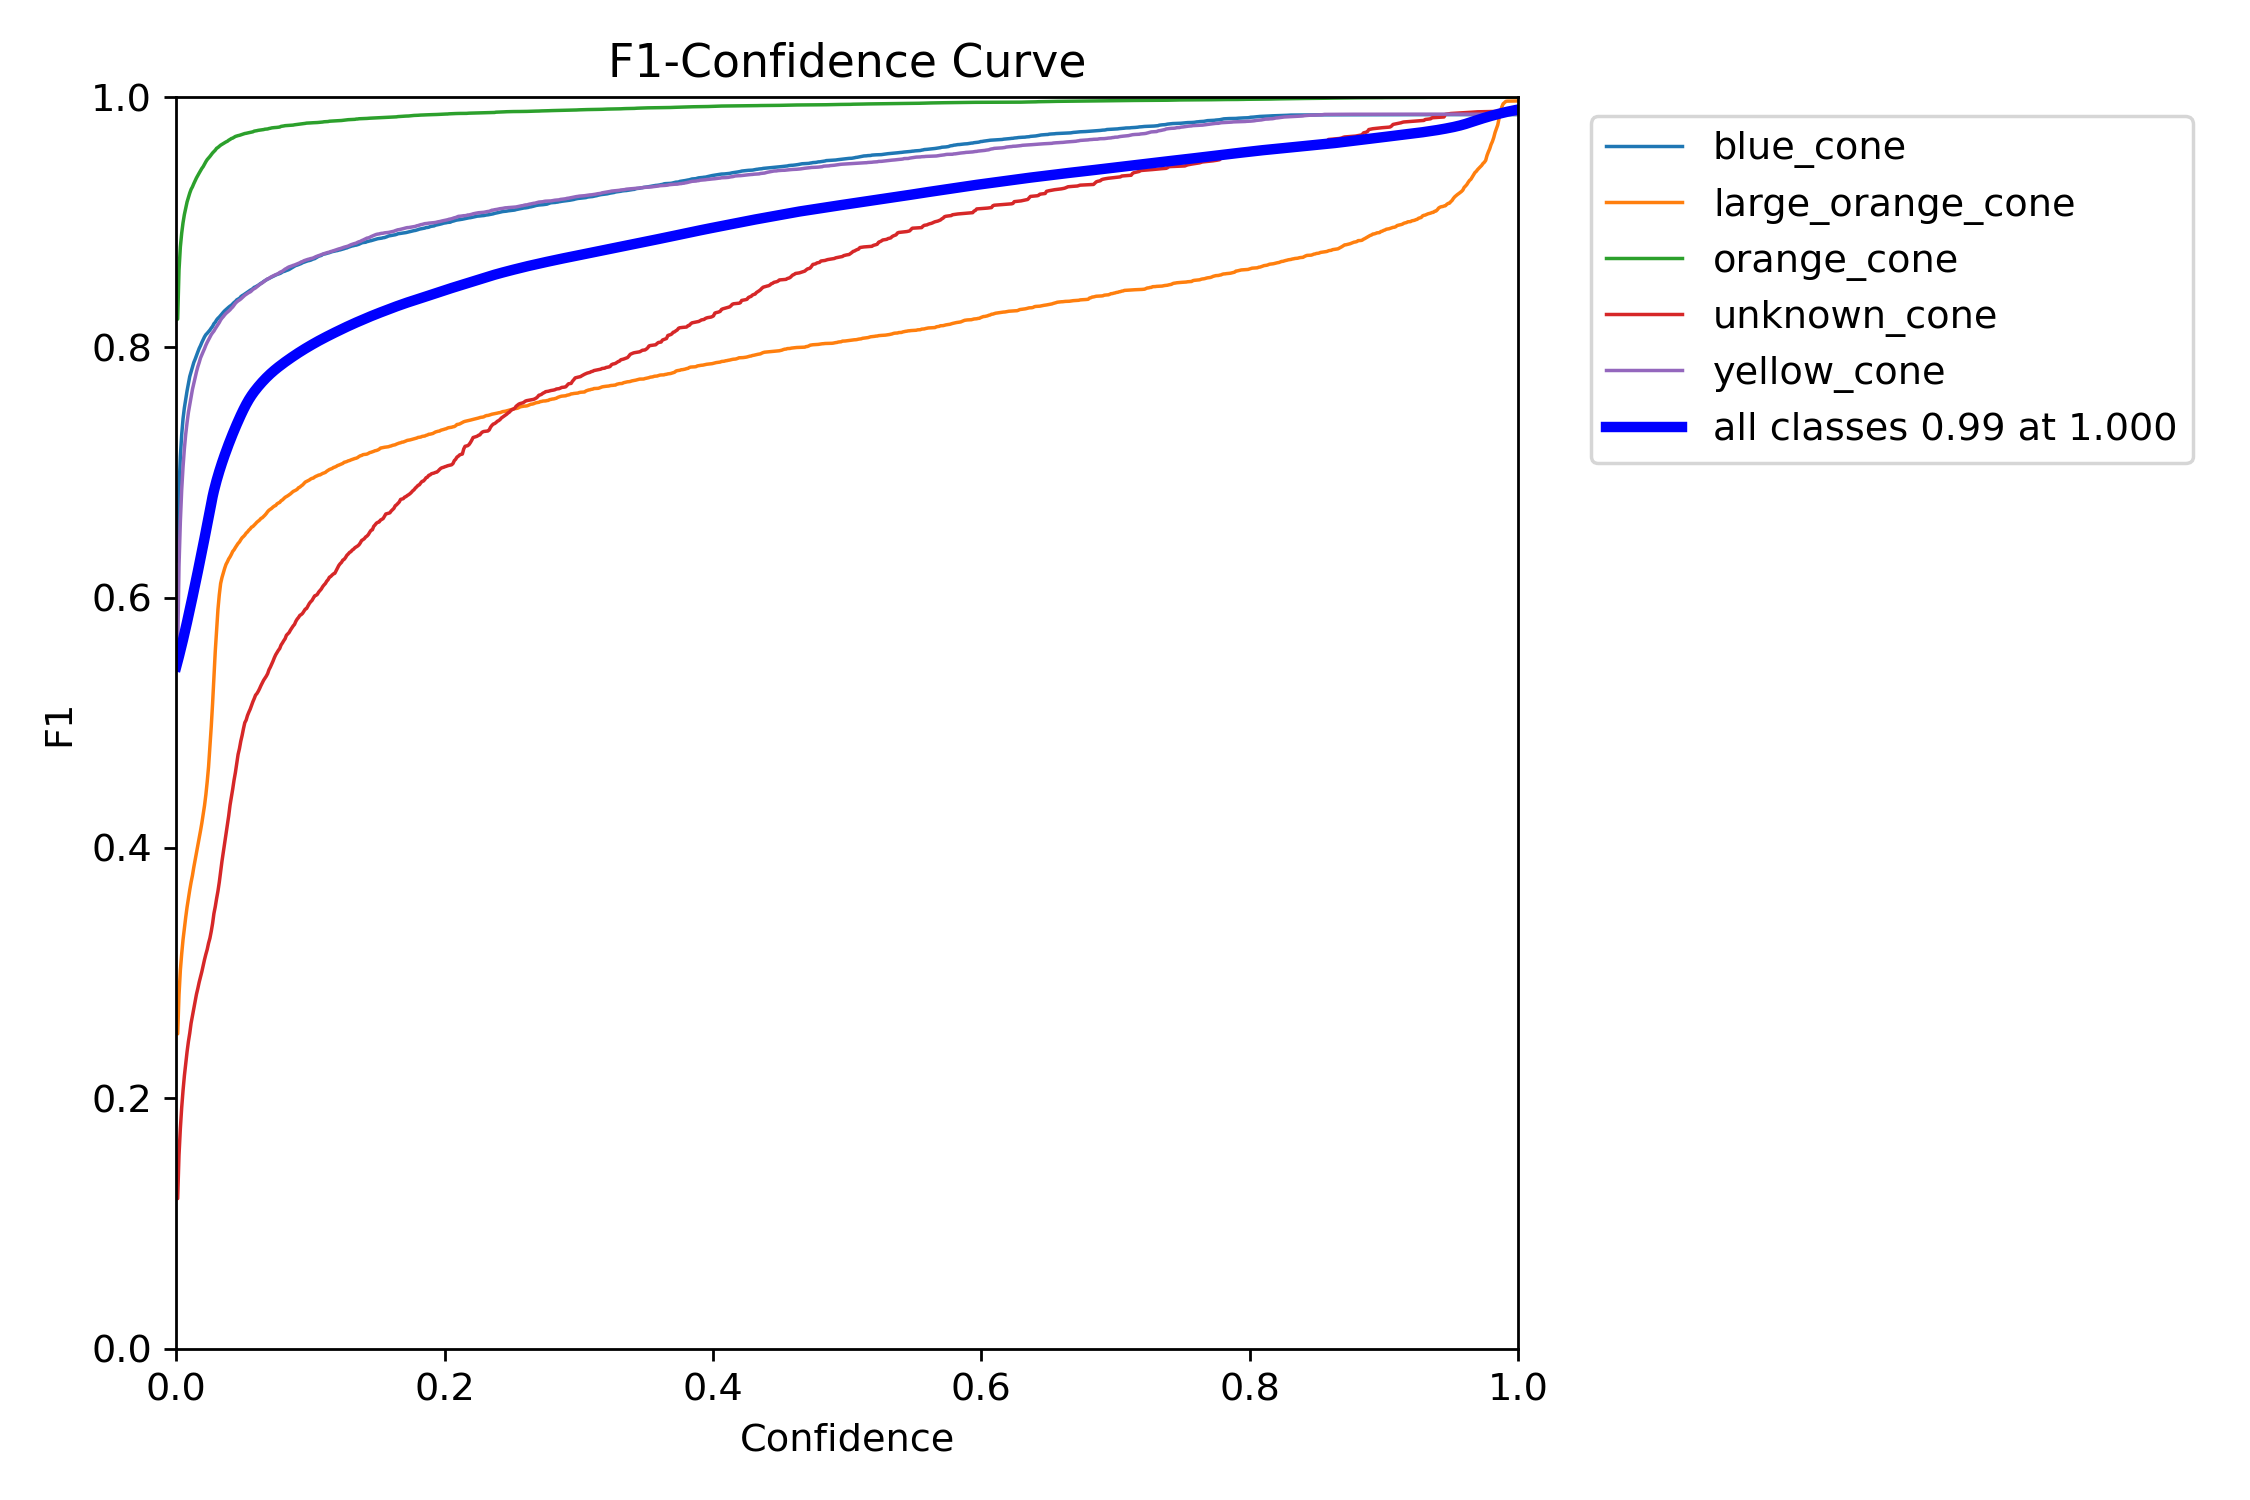 F1-Confidence Curve
1.0
0.8
0.6
0.4
0.2
0.0
F1
0.0 0.2 0.4 0.6 0.8 1.0
Confidence
blue_cone
large_orange_cone
orange_cone
unknown_cone
yellow_cone
all classes 0.99 at 1.000